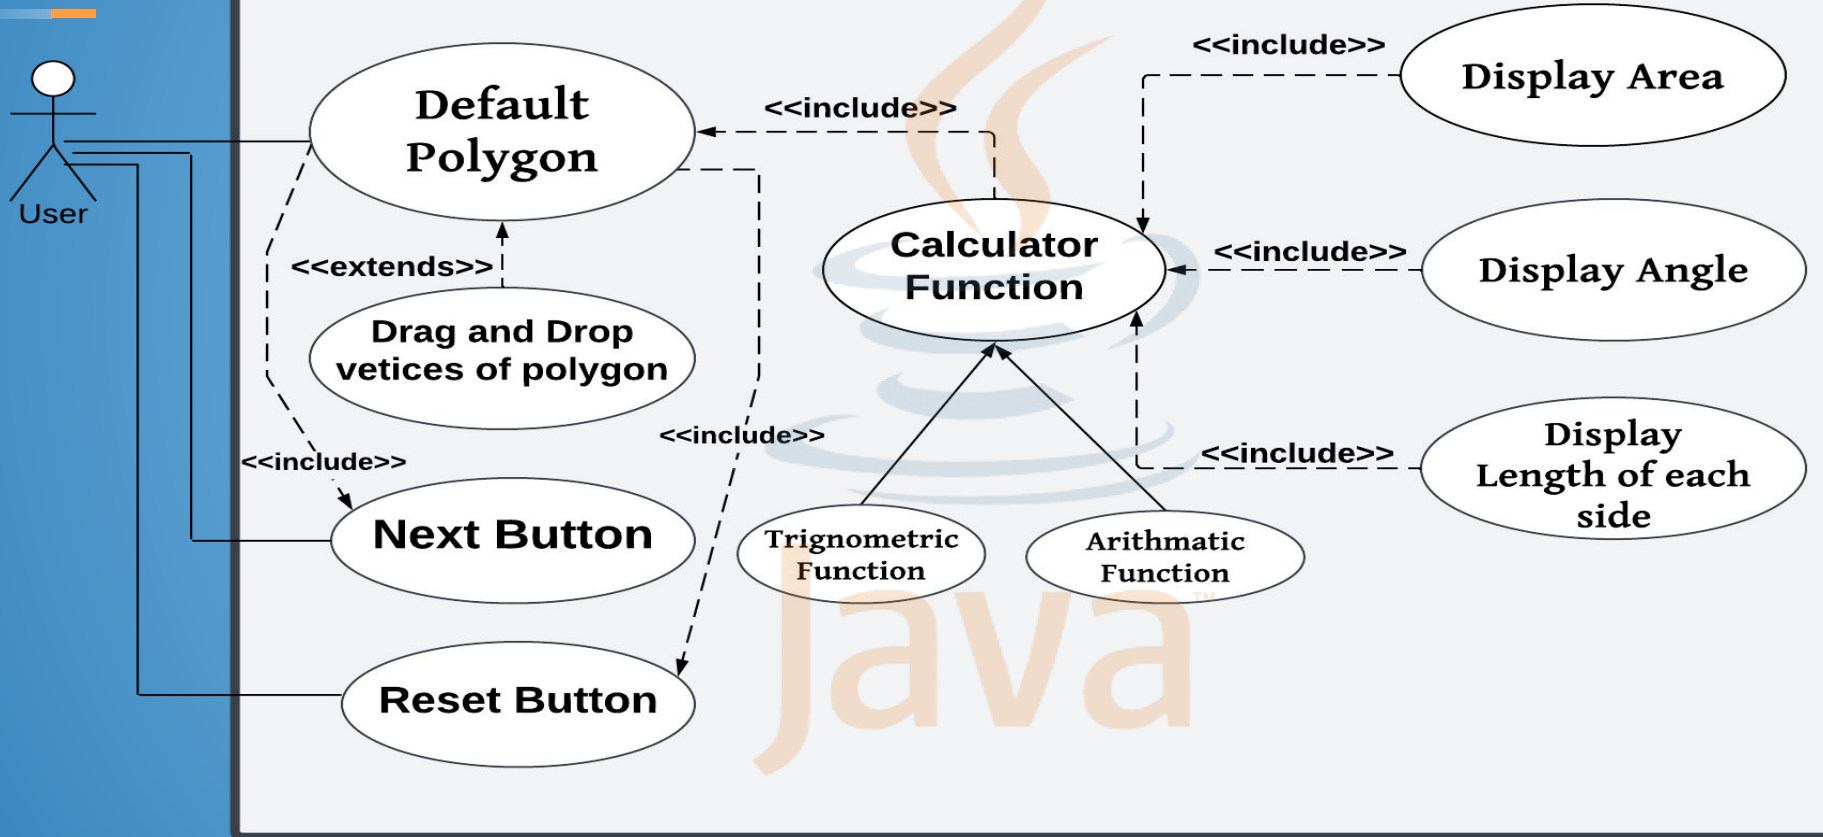 User
Default
Polygon
<<include>>
<<include>>
Display Area
<<extends>>
Drag and Drop
vetices of polygon
Calculator
Function
<<include>>
Display Angle
<<include>>
<<include>>
<<include>>
Display
Length of each
side
Next Button
Trignometric
Function
Arithmatic
Function
Reset Button
Java
TM